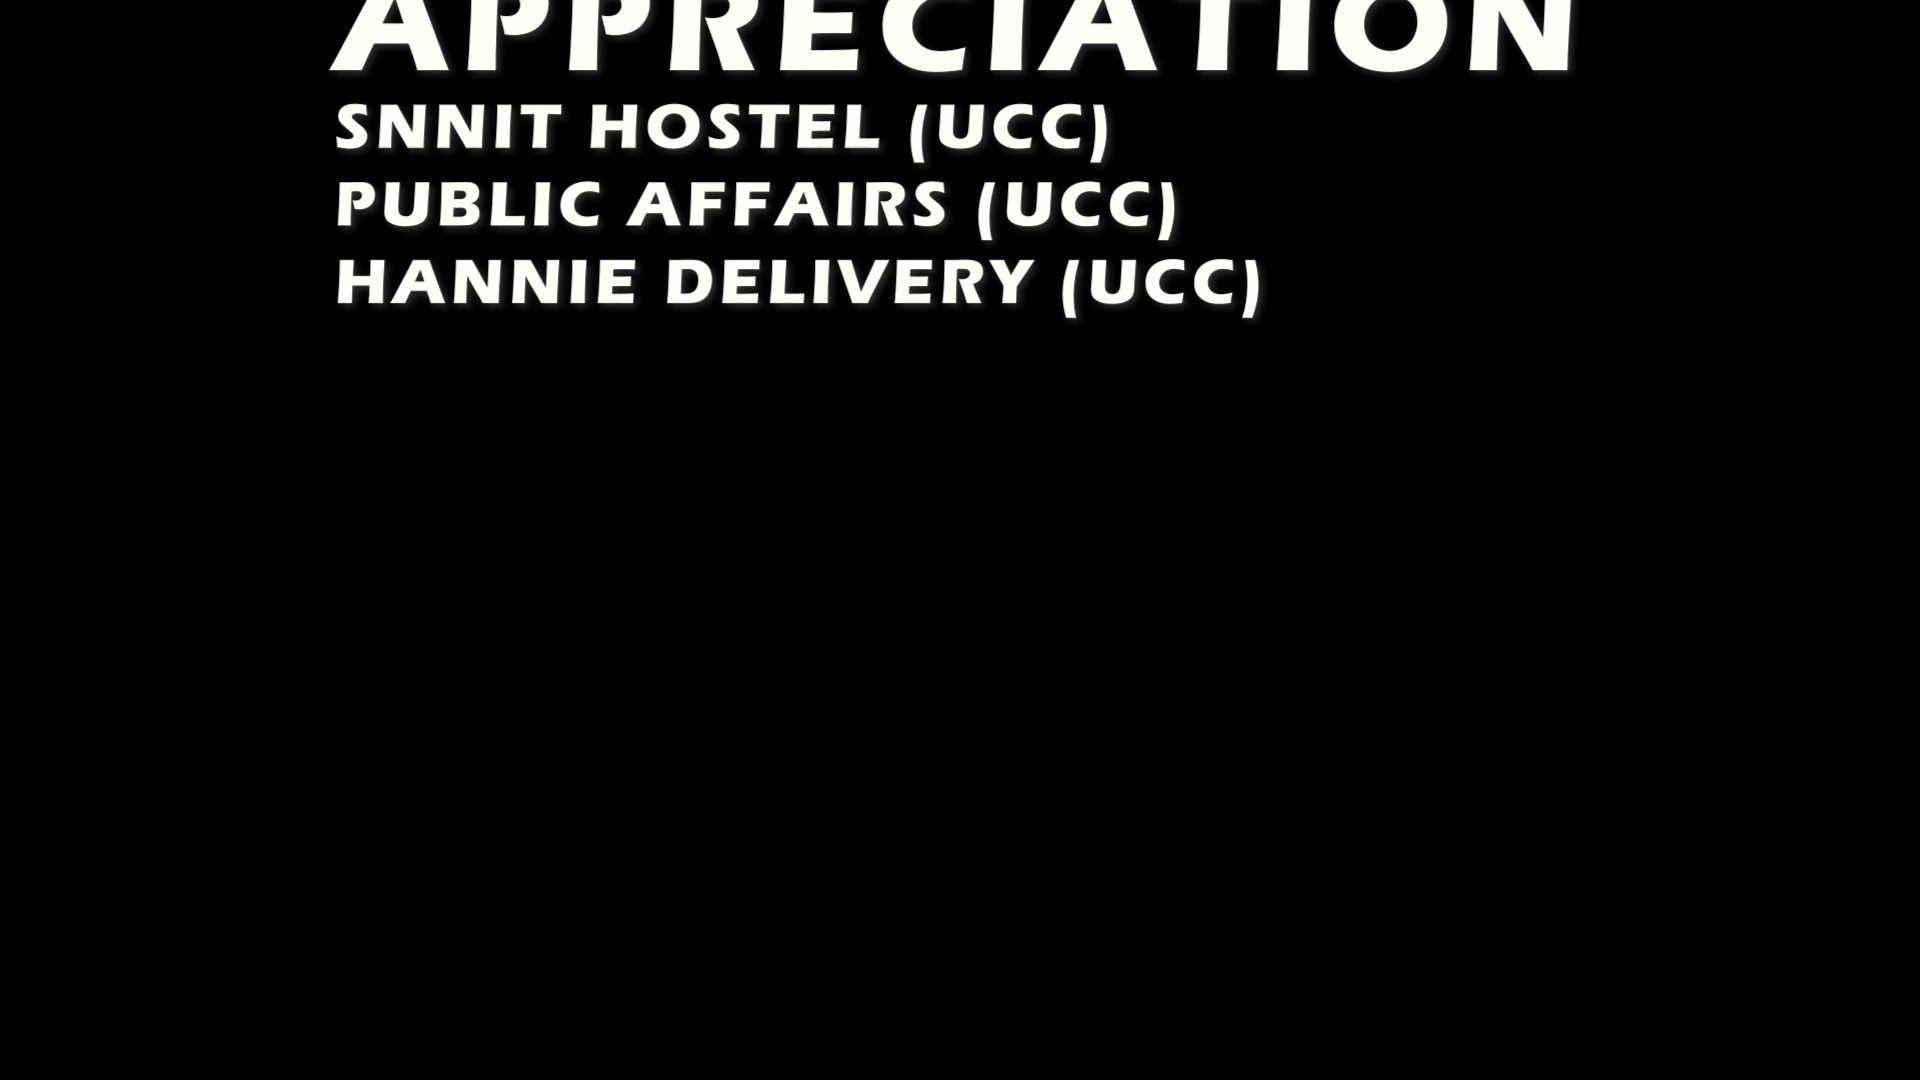 APPRECIATION
SNNIT HOSTEL (UCC)
PUBLIC AFFAIRS (UCC)
HANNIE DELIVERY (UCC)